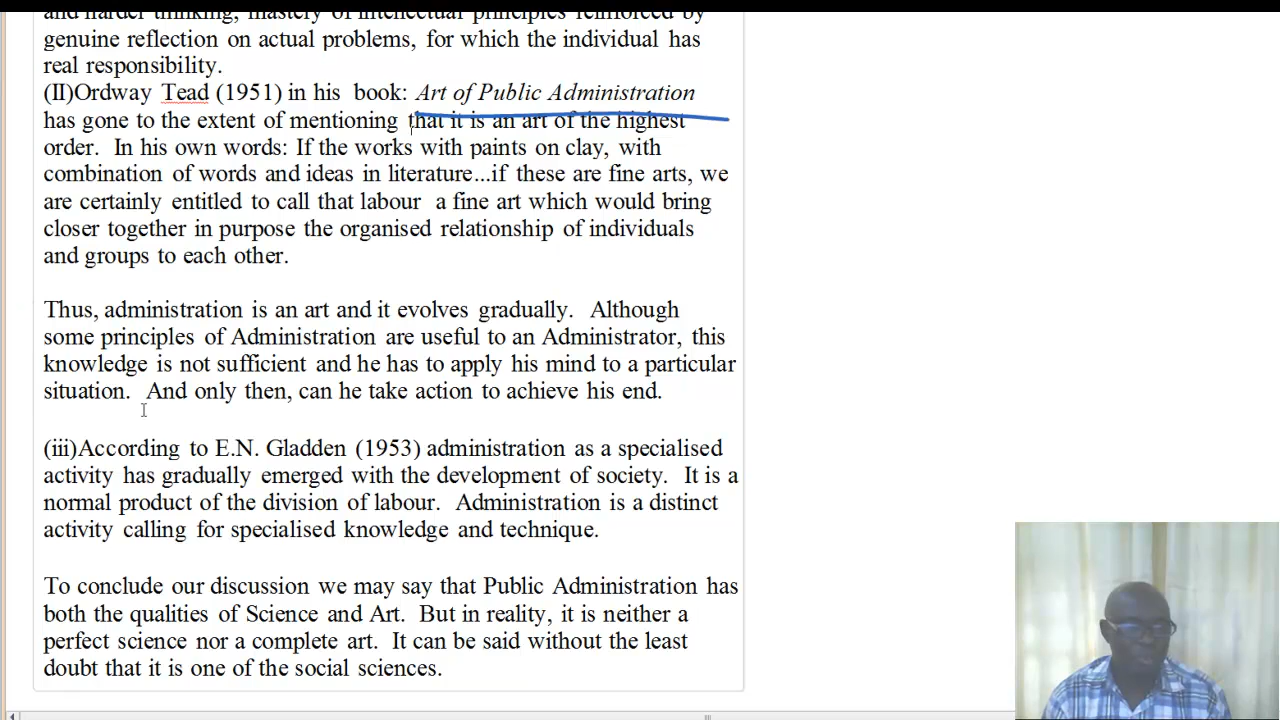 and harder thinking, mastery of intellectual principles reinforced by
genuine reflection on actual problems, for which the individual has
real responsibility.
(II)Ordway Tead (1951) in his book: Art of Public Administration
has gone to the extent of mentioning that it is an art of the highest
order. In his own words: If the works with paints on clay, with
combination of words and ideas in literature...if these are fine arts, we
are certainly entitled to call that labour a fine art which would bring
closer together in purpose the organised relationship of individuals
and groups to each other.
Thus, administration is an art and it evolves gradually. Although
some principles of Administration are useful to an Administrator, this
knowledge is not sufficient and he has to apply his mind to a particular
situation. And only then, can he take action to achieve his end.
(iii)According to E.N. Gladden (1953) administration as a specialised
activity has gradually emerged with the development of society. It is a
normal product of the division of labour. Administration is a distinct
activity calling for specialised knowledge and technique.
To conclude our discussion we may say that Public Administration has
both the qualities of Science and Art. But in reality, it is neither a
perfect science nor a complete art. It can be said without the least
doubt that it is one of the social sciences.